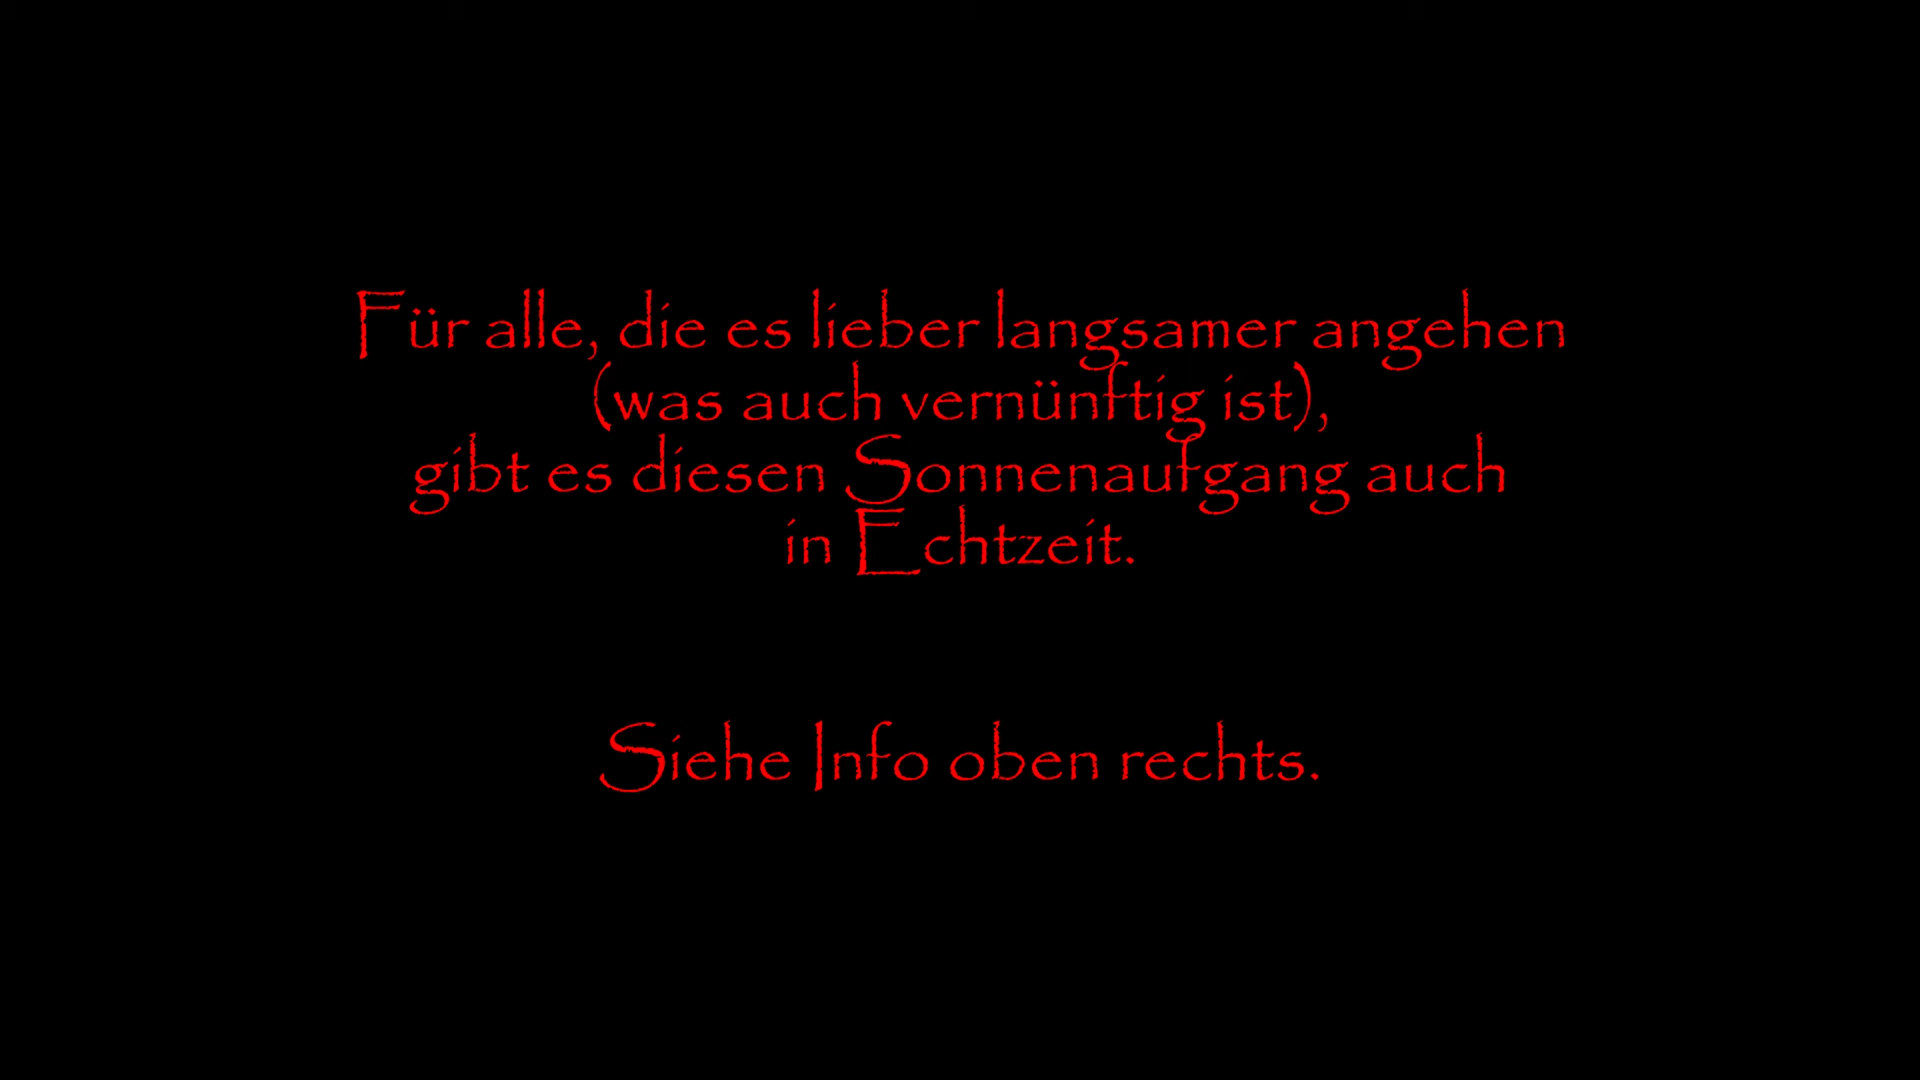 Für alle, die es lieber langsamer angehen
(was auch vernünftig ist),
gibt es diesen Sonnenaufgang auch
in Echtzeit.
Siehe Info oben rechts.